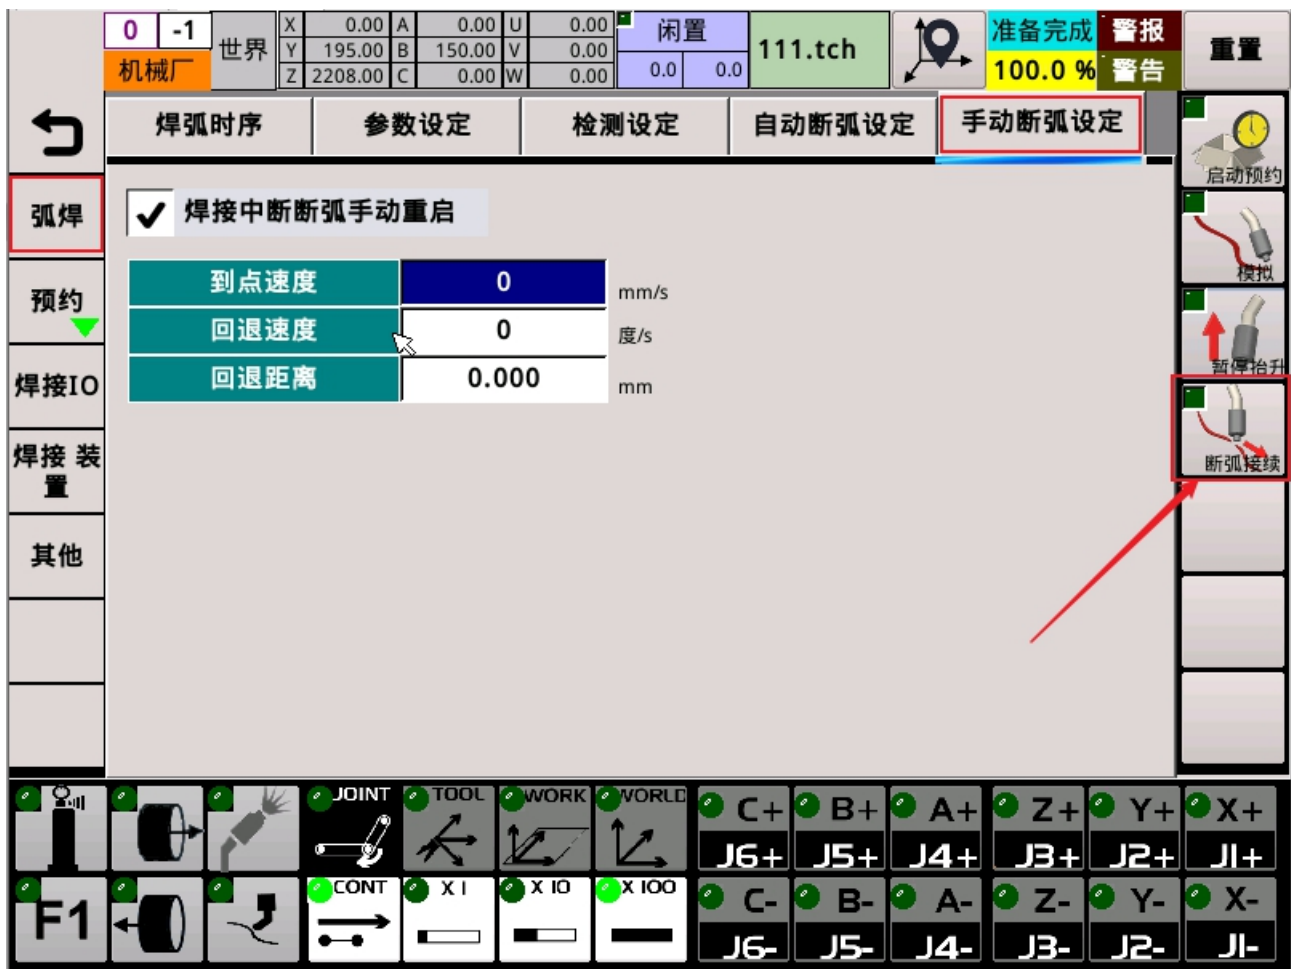 0 -1 世界 X 0.00 A 0.00 U 0.00 闲置 111.tch 准备完成 警报 重置
机械厂 Y 195.00 B 150.00 V 0.00 0.0 0.0 100.0 % 警告
Z 2208.00 C 0.00 W 0.00
焊弧时序 参数设定 检测设定 自动断弧设定 手动断弧设定
启动预约
弧焊
焊接中断断弧手动重启
模拟
到点速度 0 mm/s
预约
回退速度 0 度/s
暂停抬升
焊接IO
回退距离 0.000 mm
焊接 装
置
断弧接续
其他
JOINT TOOL WORK WORLD C+ B+ A+ Z+ Y+ X+
J6+ J5+ J4+ J3+ J2+ J1+
F1 CONT X 1 X 10 X 100 C- B- A- Z- Y- X-
J6- J5- J4- J3- J2- J1-